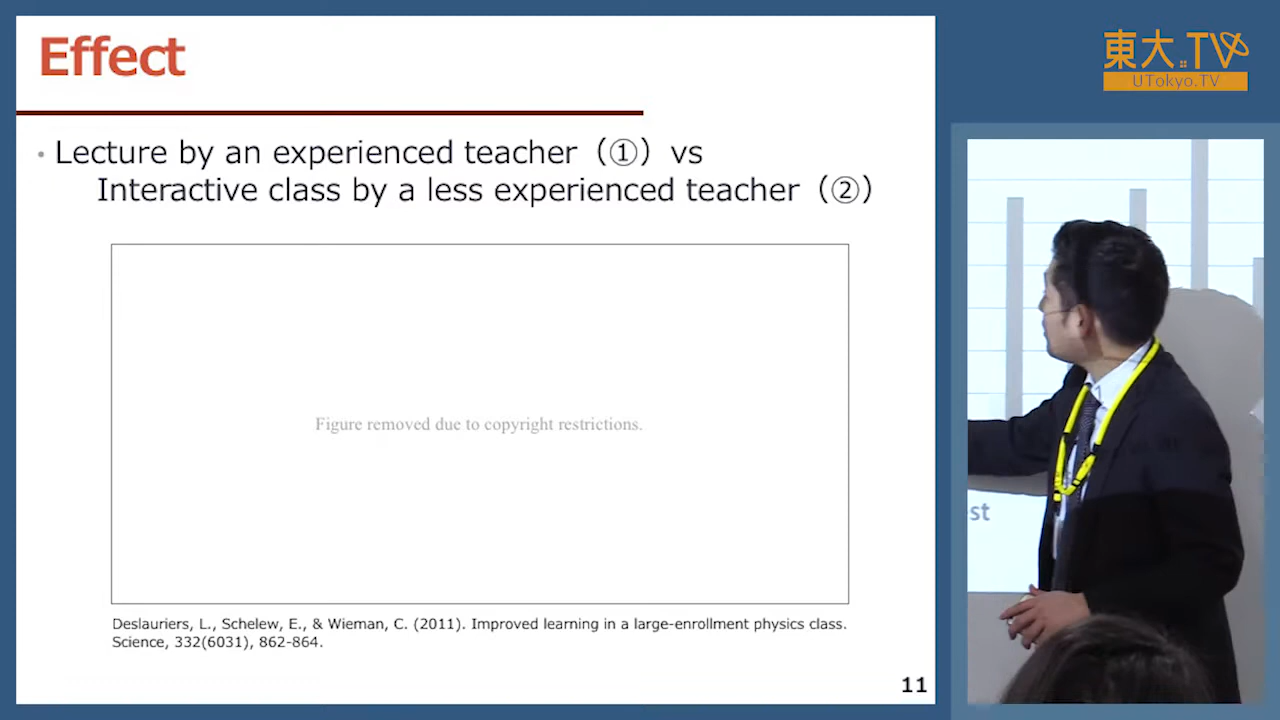 Effect
• Lecture by an experienced teacher（①）vs
Interactive class by a less experienced teacher（②）
Figure removed due to copyright restrictions.
Deslauriers, L., Schelew, E., & Wieman, C. (2011). Improved learning in a large-enrollment physics class.
Science, 332(6031), 862-864.
11
東大.TV
UTokyo.TV
st